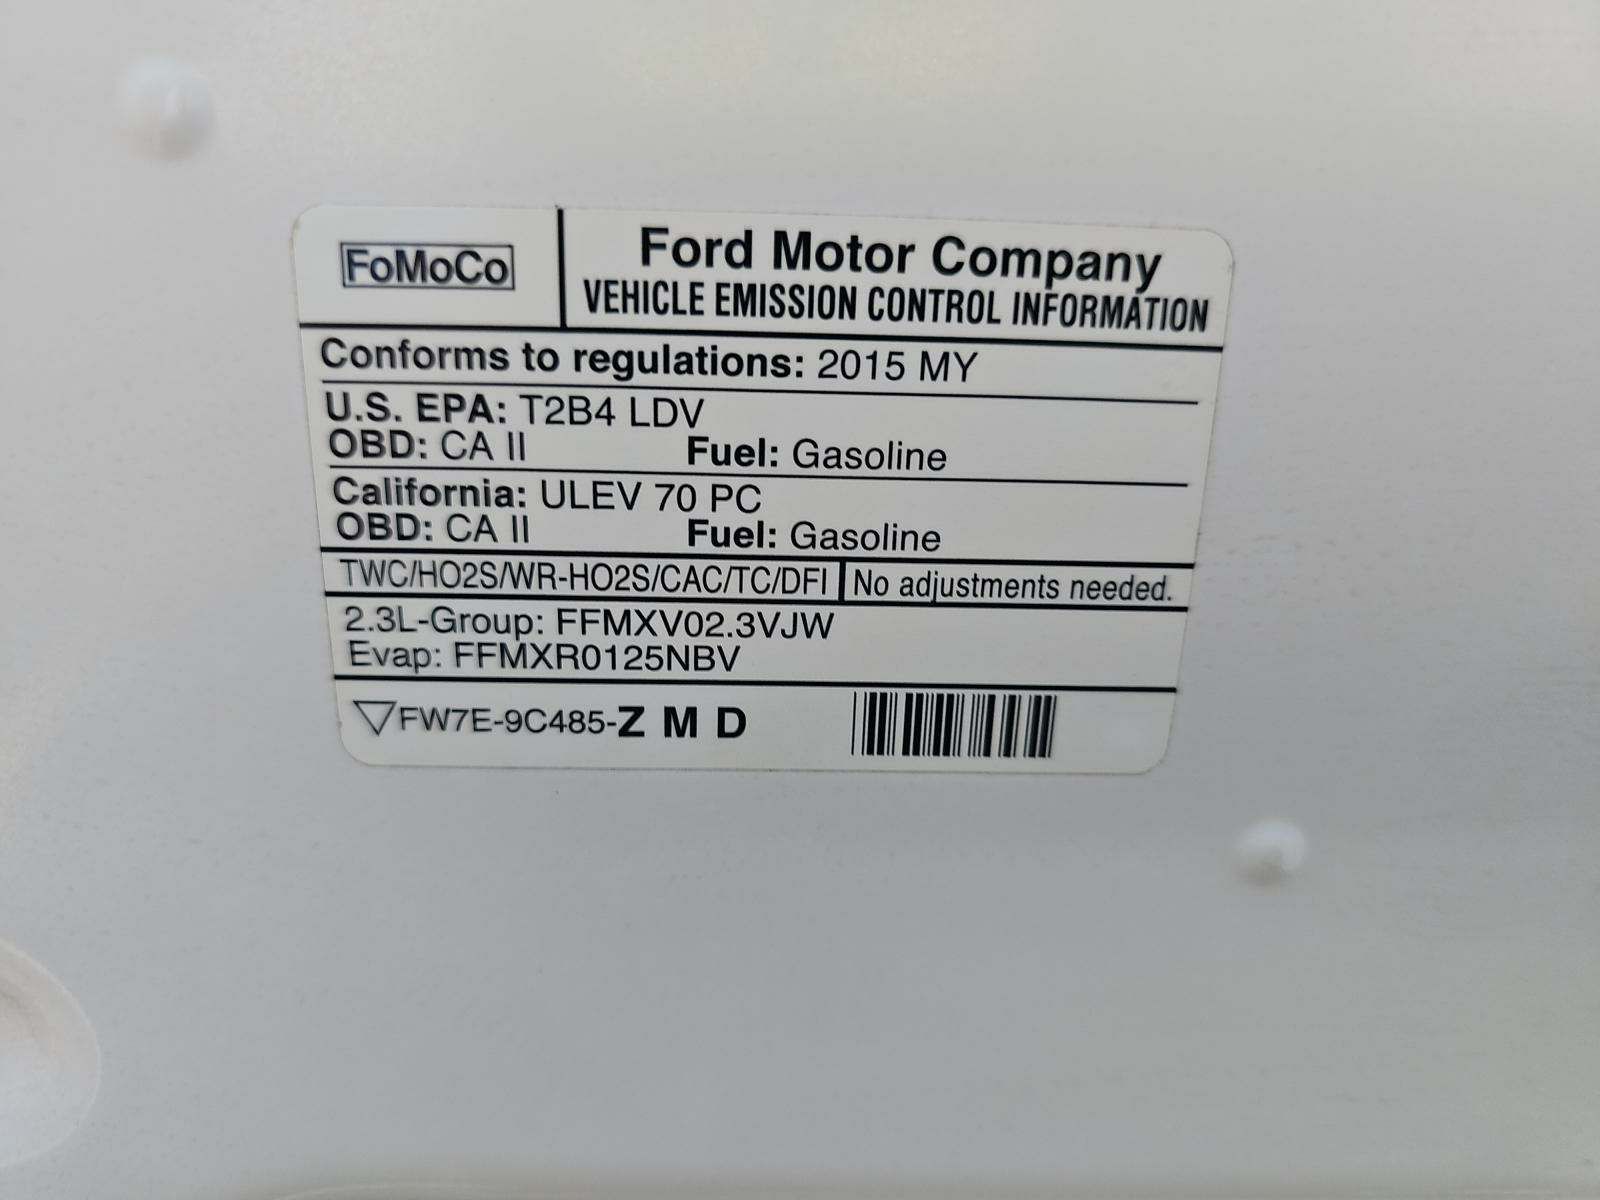 FoMoCo
Ford Motor Company
VEHICLE EMISSION CONTROL INFORMATION
Conforms to regulations: 2015 MY
U.S. EPA: T2B4 LDV
OBD: CA II Fuel: Gasoline
California: ULEV 70 PC
OBD: CA II Fuel: Gasoline
TWC/HO2S/WR-HO2S/CAC/TC/DFI No adjustments needed.
2.3L-Group: FFMXV02.3VJW
Evap: FFMXR0125NBV
FW7E-9C485-Z M D